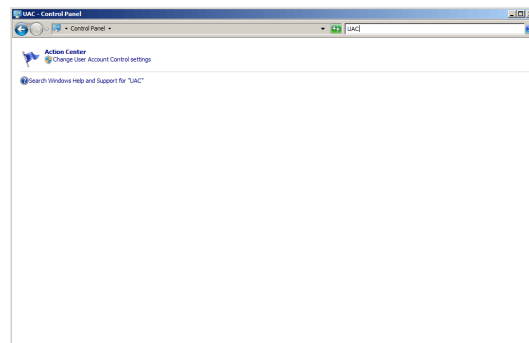 UAC - Control Panel
Control Panel
UAC
Action Center
Change User Account Control settings
Search Windows Help and Support for "UAC"